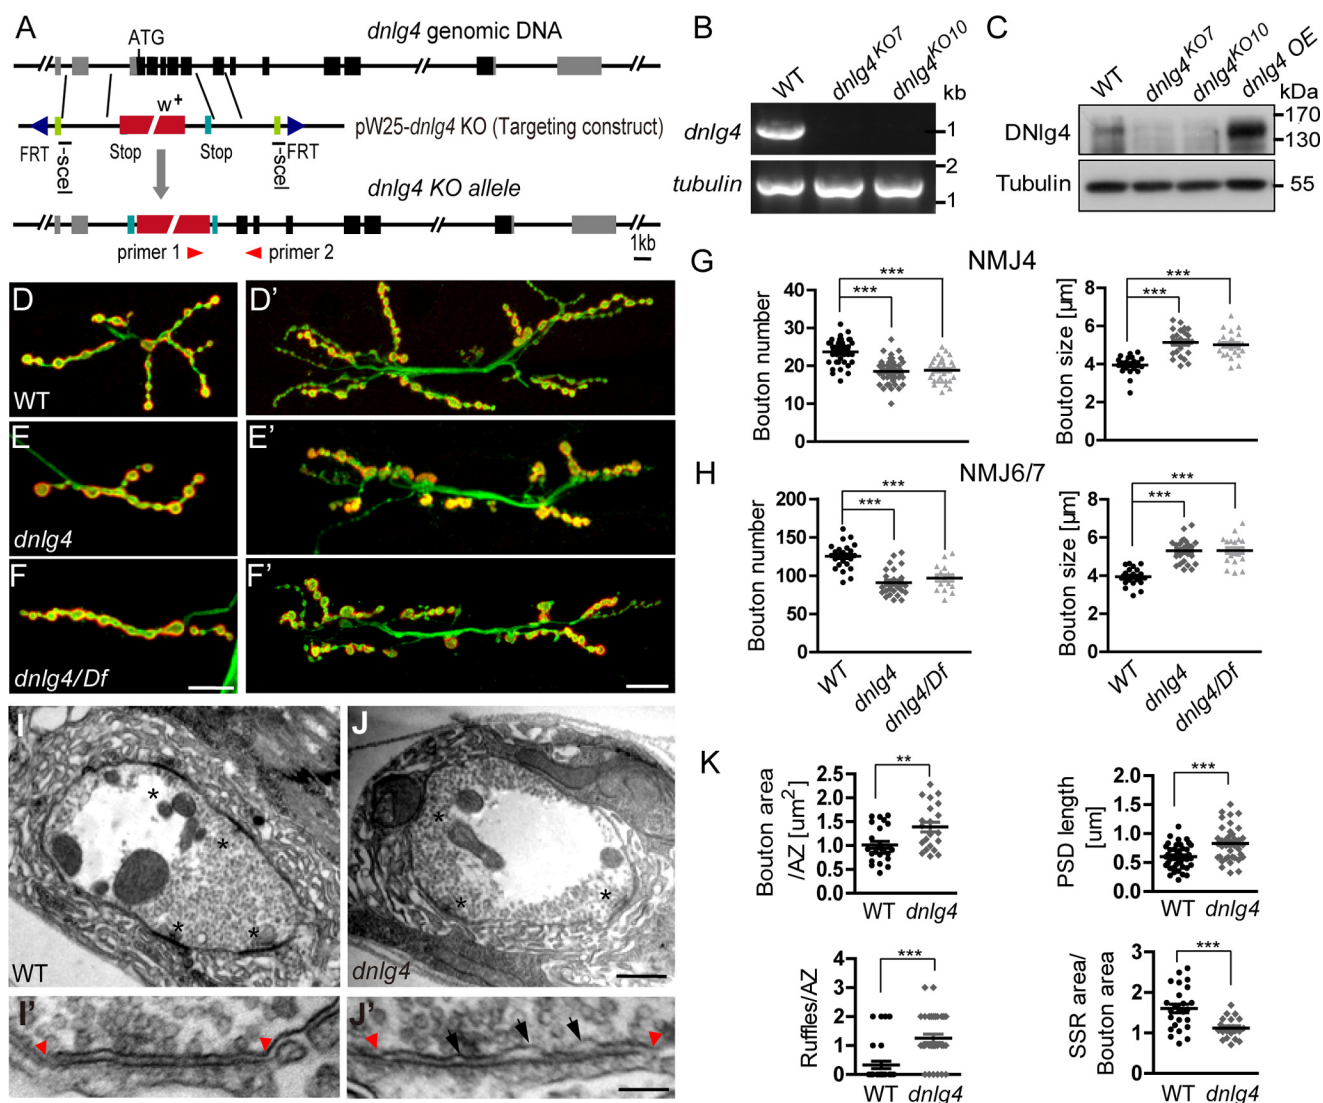 A
ATG
dnlg4 genomic DNA
w+
pW25-dnlg4 KO (Targeting construct)
FRT
I-sceI
Stop
Stop
I-sceI
FRT
dnlg4 KO allele
primer 1
primer 2
1kb
B
WT
dnlg4KO7
dnlg4KO10
kb
dnlg4
1
tubulin
2
1
C
WT
dnlg4KO7
dnlg4KO10
dnlg4 OE
kDa
DNlg4
170
130
Tubulin
55
D
WT
D'
E
dnlg4
E'
F
dnlg4/Df
F'
G
NMJ4
Bouton number
40
30
20
10
0
***
***
Bouton size [µm]
8
6
4
2
0
***
***
H
NMJ6/7
Bouton number
200
150
100
50
0
***
***
WT
dnlg4
dnlg4/Df
Bouton size [µm]
8
6
4
2
0
***
***
WT
dnlg4
dnlg4/Df
I
*
*
*
*
WT
J
*
*
*
dnlg4
I'
J'
K
Bouton area
/AZ [um2]
2.5
2.0
1.5
1.0
0.5
0.0
**
WT
dnlg4
PSD length
[um]
2.0
1.5
1.0
0.5
0.0
***
WT
dnlg4
Ruffles/AZ
4
3
2
1
0
***
WT
dnlg4
SSR area/
Bouton area
3
2
1
0
***
WT
dnlg4